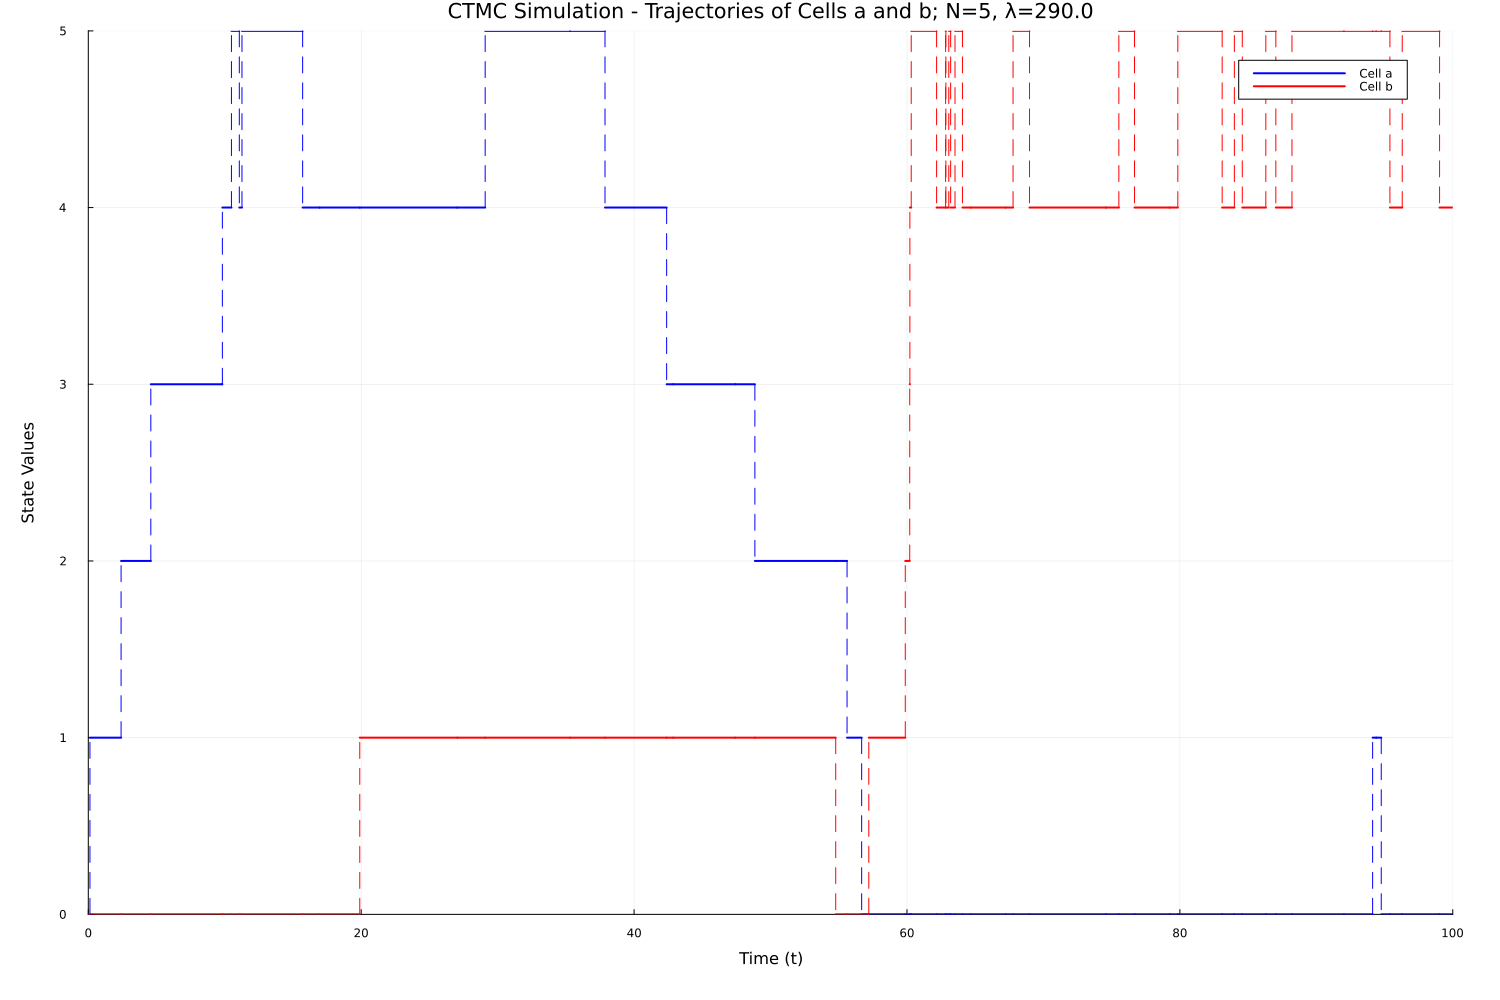 CTMC Simulation - Trajectories of Cells a and b; N=5, λ=290.0
5
Cell a
Cell b
4
3
State Values
2
1
0
0 20 40 60 80 100
Time (t)